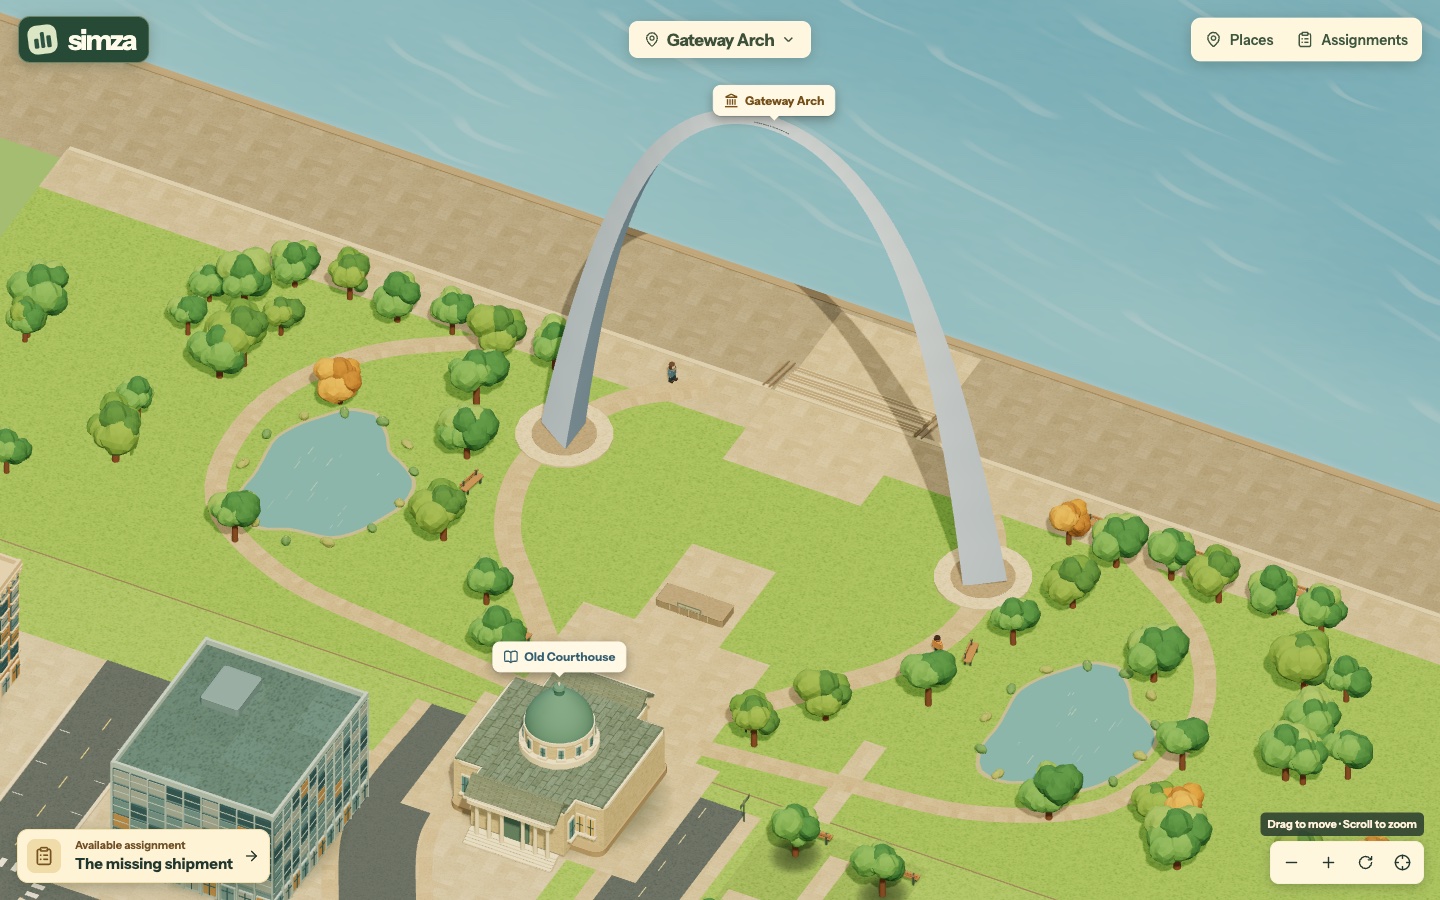 simza
Gateway Arch
Places
Assignments
Gateway Arch
Old Courthouse
Available assignment
The missing shipment
Drag to move · Scroll to zoom